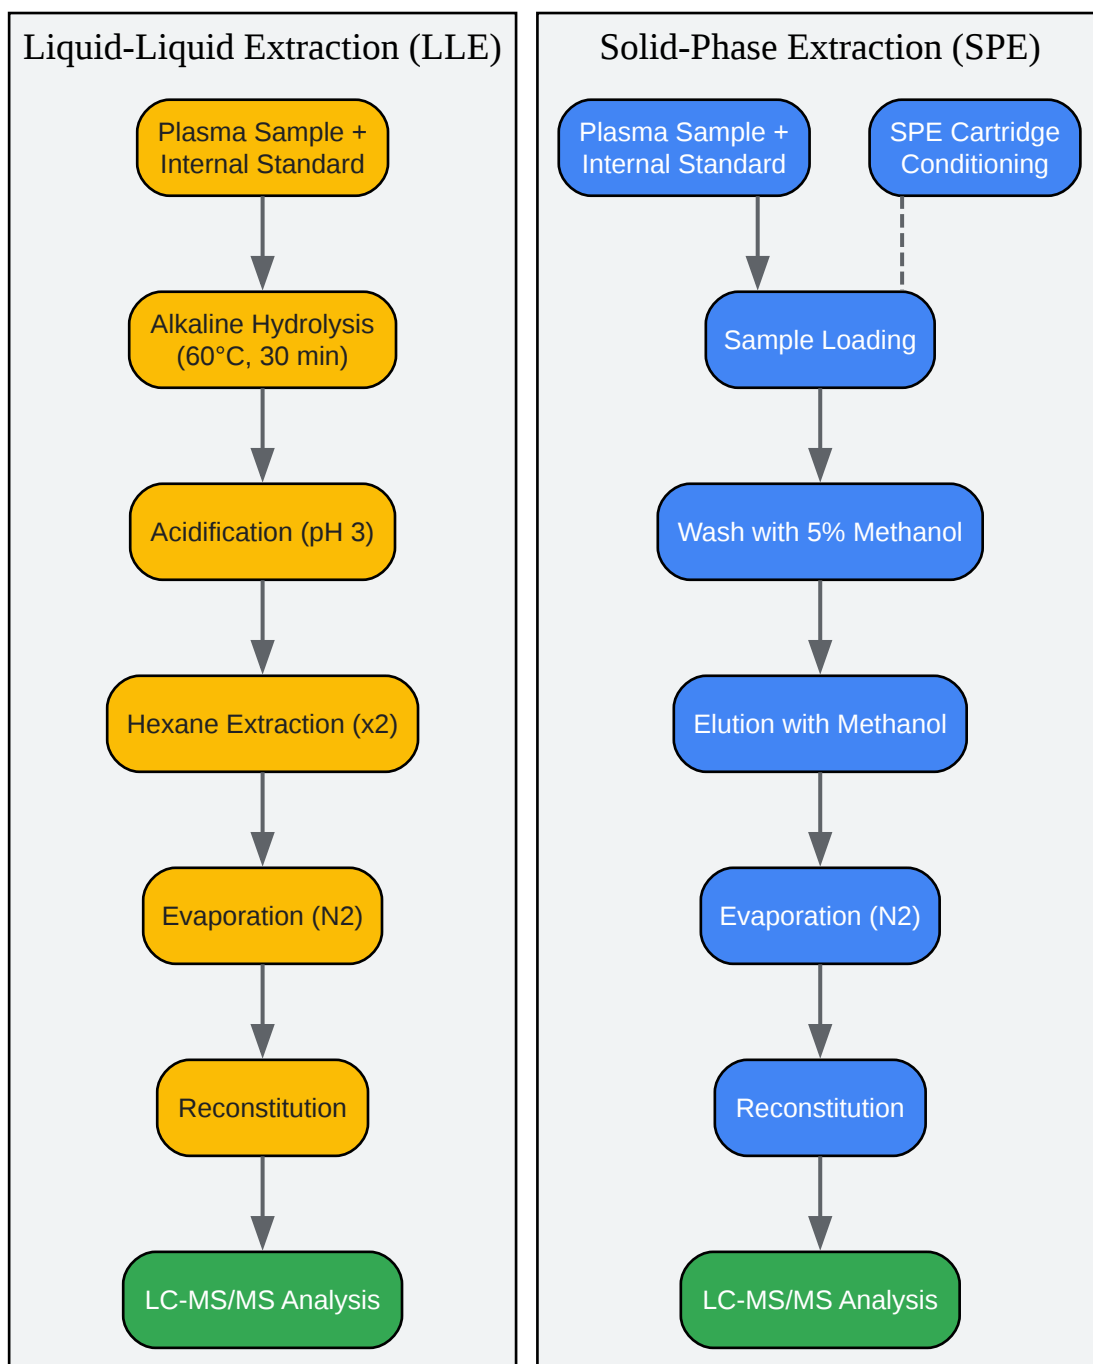 Liquid-Liquid Extraction (LLE)
Plasma Sample +
Internal Standard
Alkaline Hydrolysis
(60°C, 30 min)
Acidification (pH 3)
Hexane Extraction (x2)
Evaporation (N2)
Reconstitution
LC-MS/MS Analysis
Solid-Phase Extraction (SPE)
Plasma Sample +
Internal Standard
SPE Cartridge
Conditioning
Sample Loading
Wash with 5% Methanol
Elution with Methanol
Evaporation (N2)
Reconstitution
LC-MS/MS Analysis